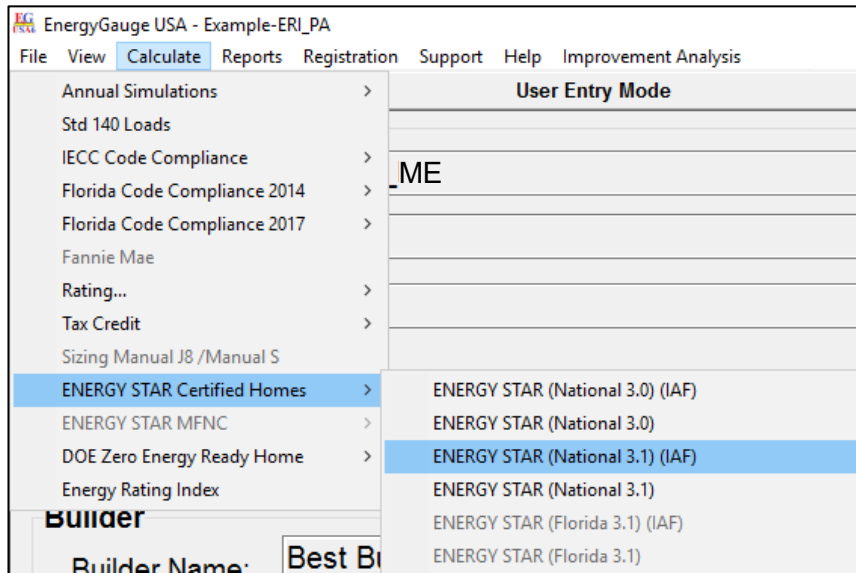 EG USA EnergyGauge USA - Example-ERI_PA
File View Calculate Reports Registration Support Help Improvement Analysis
Annual Simulations >
User Entry Mode
Std 140 Loads
IECC Code Compliance >
_ME
Florida Code Compliance 2014 >
Florida Code Compliance 2017 >
Fannie Mae
Rating... >
Tax Credit >
Sizing Manual J8 /Manual S
ENERGY STAR Certified Homes >
ENERGY STAR (National 3.0) (IAF)
ENERGY STAR MFNC >
ENERGY STAR (National 3.0)
DOE Zero Energy Ready Home >
ENERGY STAR (National 3.1) (IAF)
Energy Rating Index
ENERGY STAR (National 3.1)
Builder
ENERGY STAR (Florida 3.1) (IAF)
Builder Name: Best
ENERGY STAR (Florida 3.1)